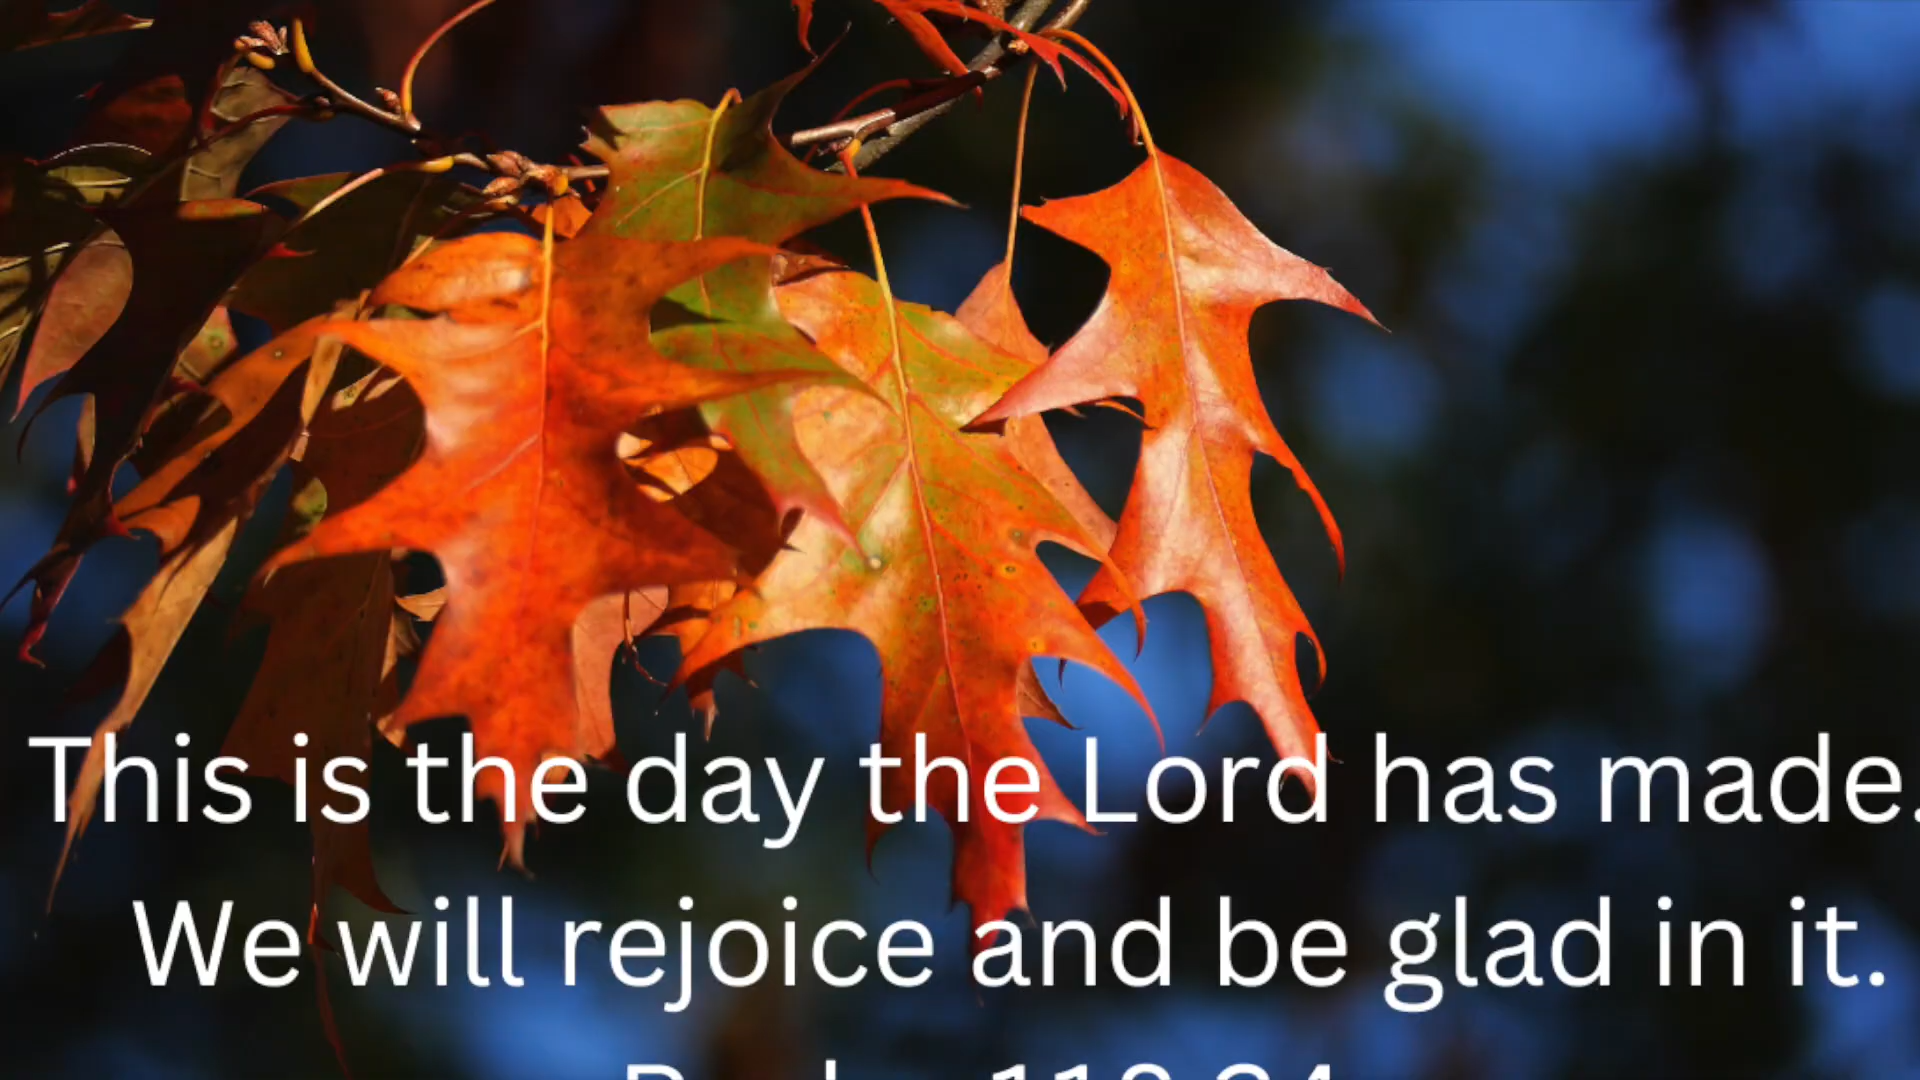 This is the day the Lord has made.
We will rejoice and be glad in it.